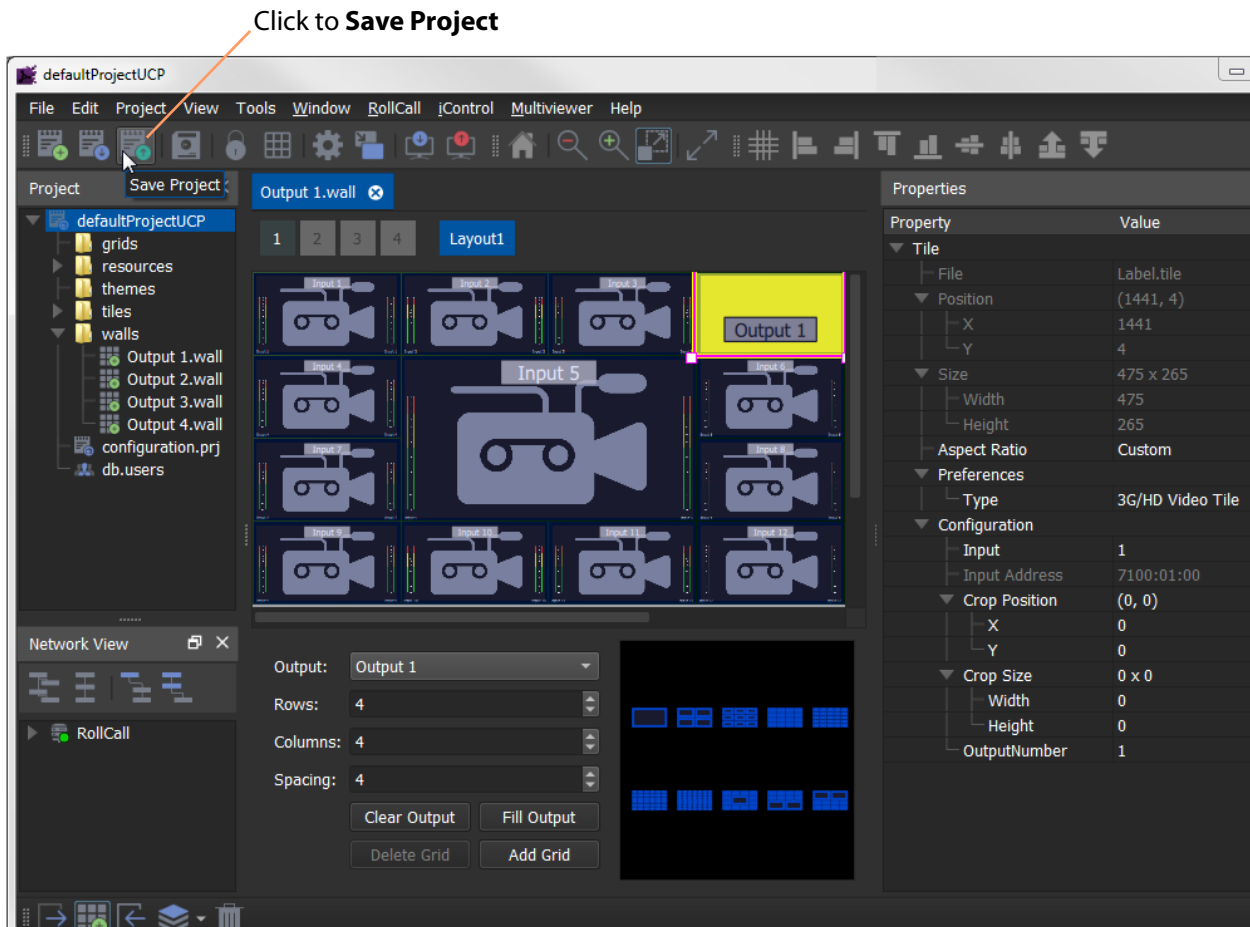 Click to Save Project
defaultProjectUCP
File Edit Project View Tools Window RollCall iControl Multiviewer Help
Project
Save Project
defaultProjectUCP
grids
resources
themes
tiles
walls
Output 1.wall
Output 2.wall
Output 3.wall
Output 4.wall
configuration.prj
db.users
Network View
RollCall
Output 1.wall
1 2 3 4 Layout1
Input 1 Input 2 Input 3 Output 1
Input 4 Input 5 Input 6
Input 7 Input 8
Input 9 Input 10 Input 11 Input 12
Output: Output 1
Rows: 4
Columns: 4
Spacing: 4
Clear Output Fill Output
Delete Grid Add Grid
Properties
Property Value
Tile
File Label.tile
Position (1441, 4)
X 1441
Y 4
Size 475 x 265
Width 475
Height 265
Aspect Ratio Custom
Preferences
Type 3G/HD Video Tile
Configuration
Input 1
Input Address 7100:01:00
Crop Position (0, 0)
X 0
Y 0
Crop Size 0 x 0
Width 0
Height 0
OutputNumber 1